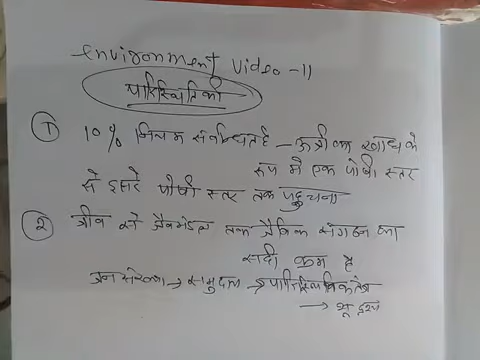 environment video -11
पारिस्थितिकी
① 10% नियम संबन्धित है – ऊर्जा का खाद्य के
रूप में एक पोषी स्तर
से दूसरे पोषी स्तर तक पहुचना
② जीव से जैवमंडल तक जैविक संगठन का
सही क्रम है
जनसंख्या → समुदाय → पारिस्थितिक तंत्र
→ भू दृश्य